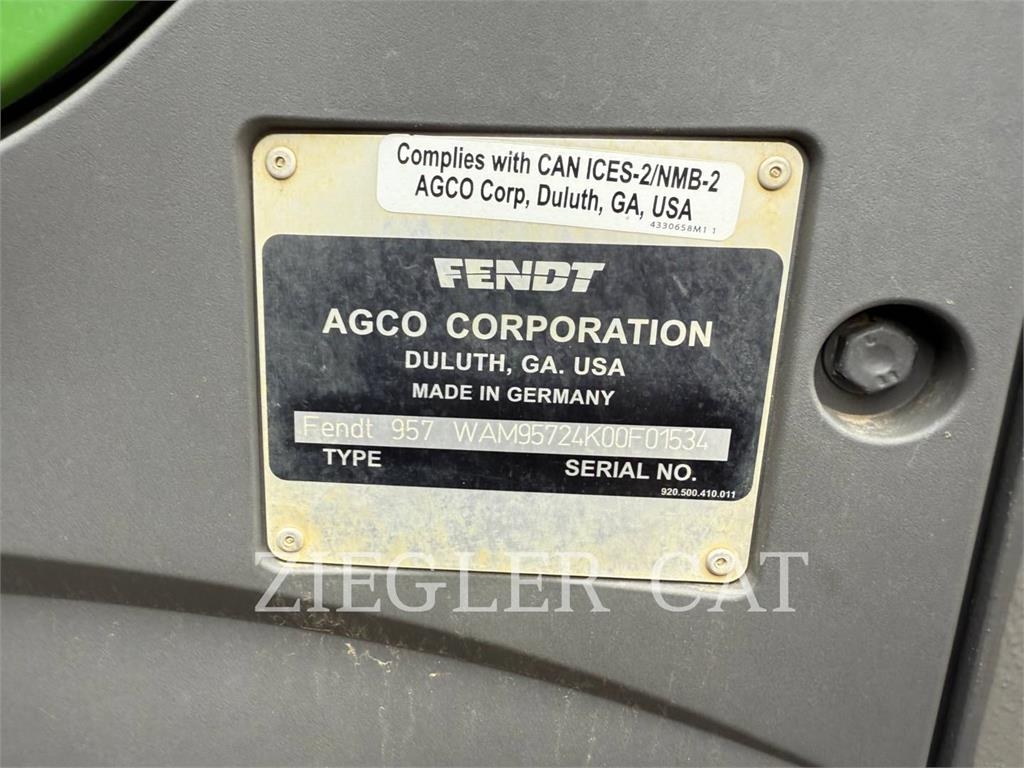 Complies with CAN ICES-2/NMB-2
AGCO Corp, Duluth, GA, USA
4330658M1 1
FENDT
AGCO CORPORATION
DULUTH, GA. USA
MADE IN GERMANY
Fendt 957 WAM95724K00F01534
TYPE SERIAL NO.
920.500.410.011
ZIEGLER CAT